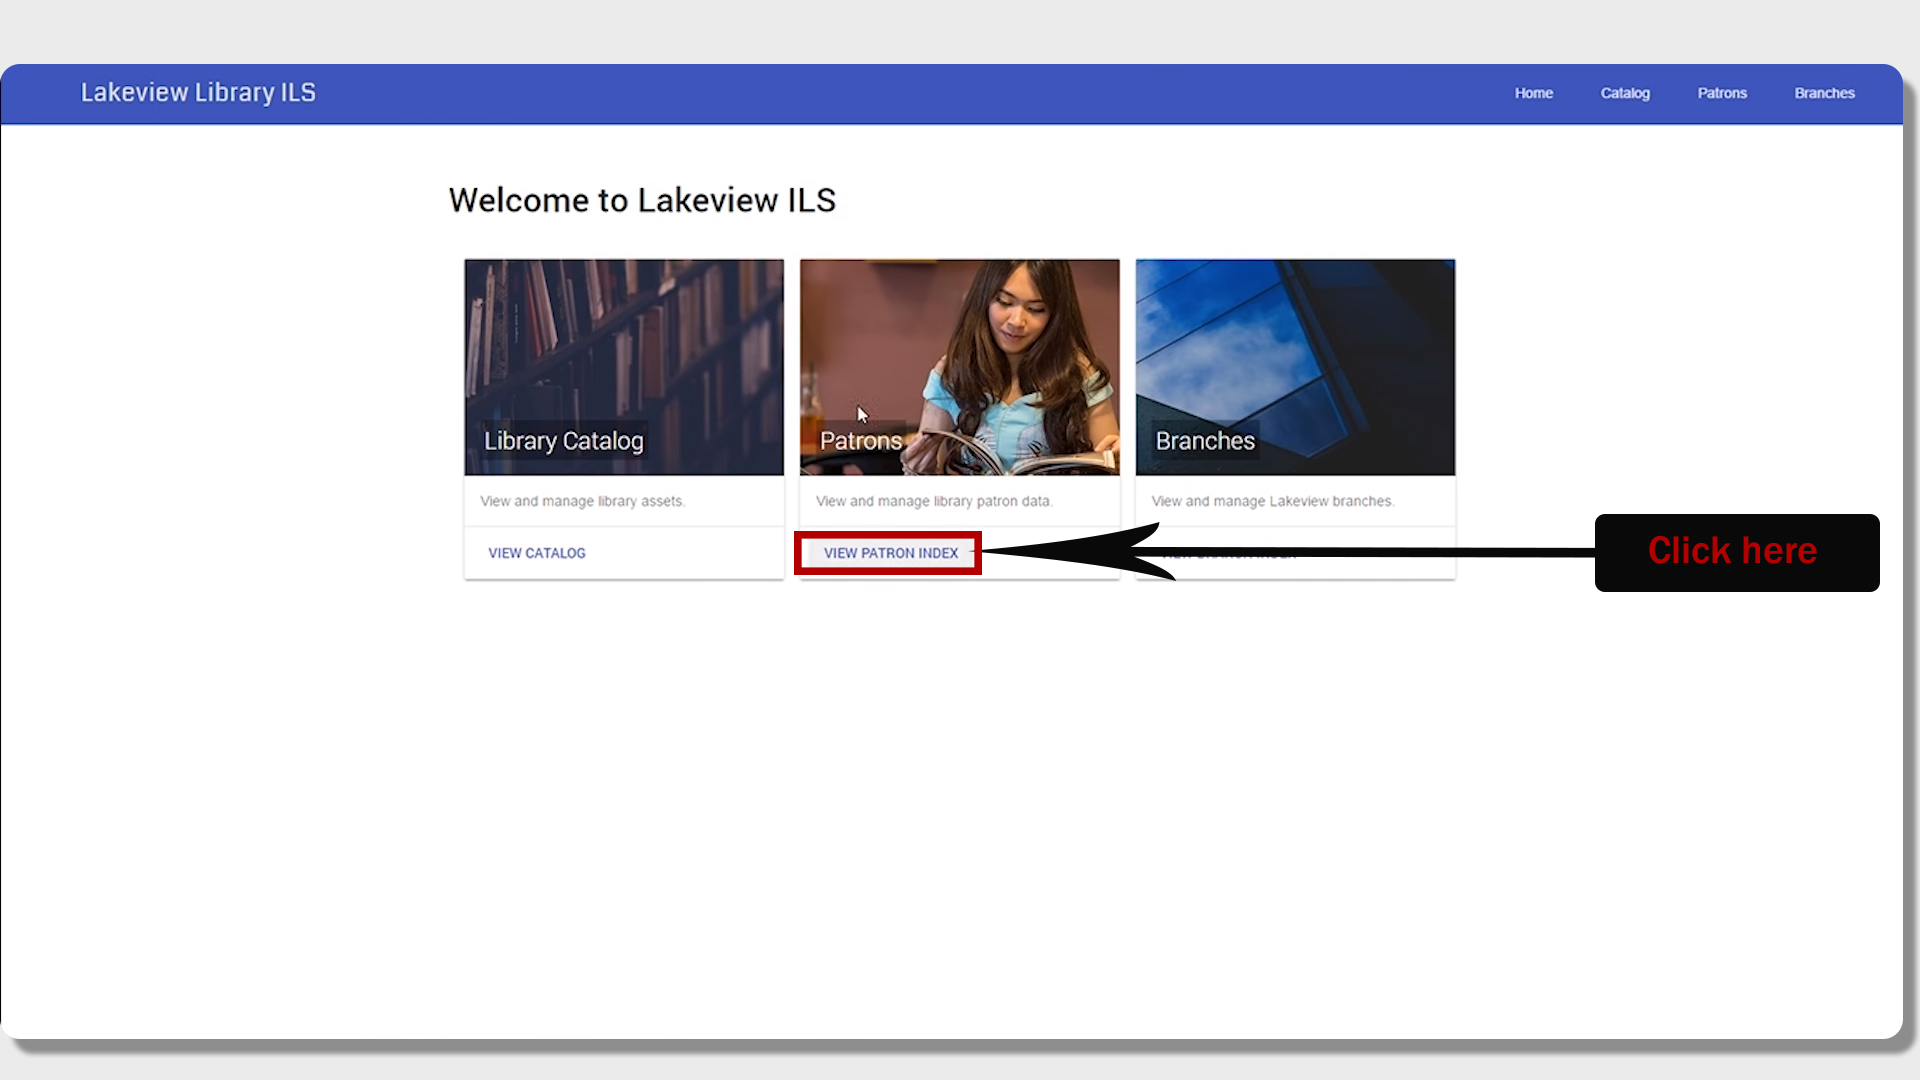 Lakeview Library ILS
Home Catalog Patrons Branches
Welcome to Lakeview ILS
Library Catalog
Patrons
Branches
View and manage library assets.
View and manage library patron data.
View and manage Lakeview branches.
VIEW CATALOG
VIEW PATRON INDEX
Click here